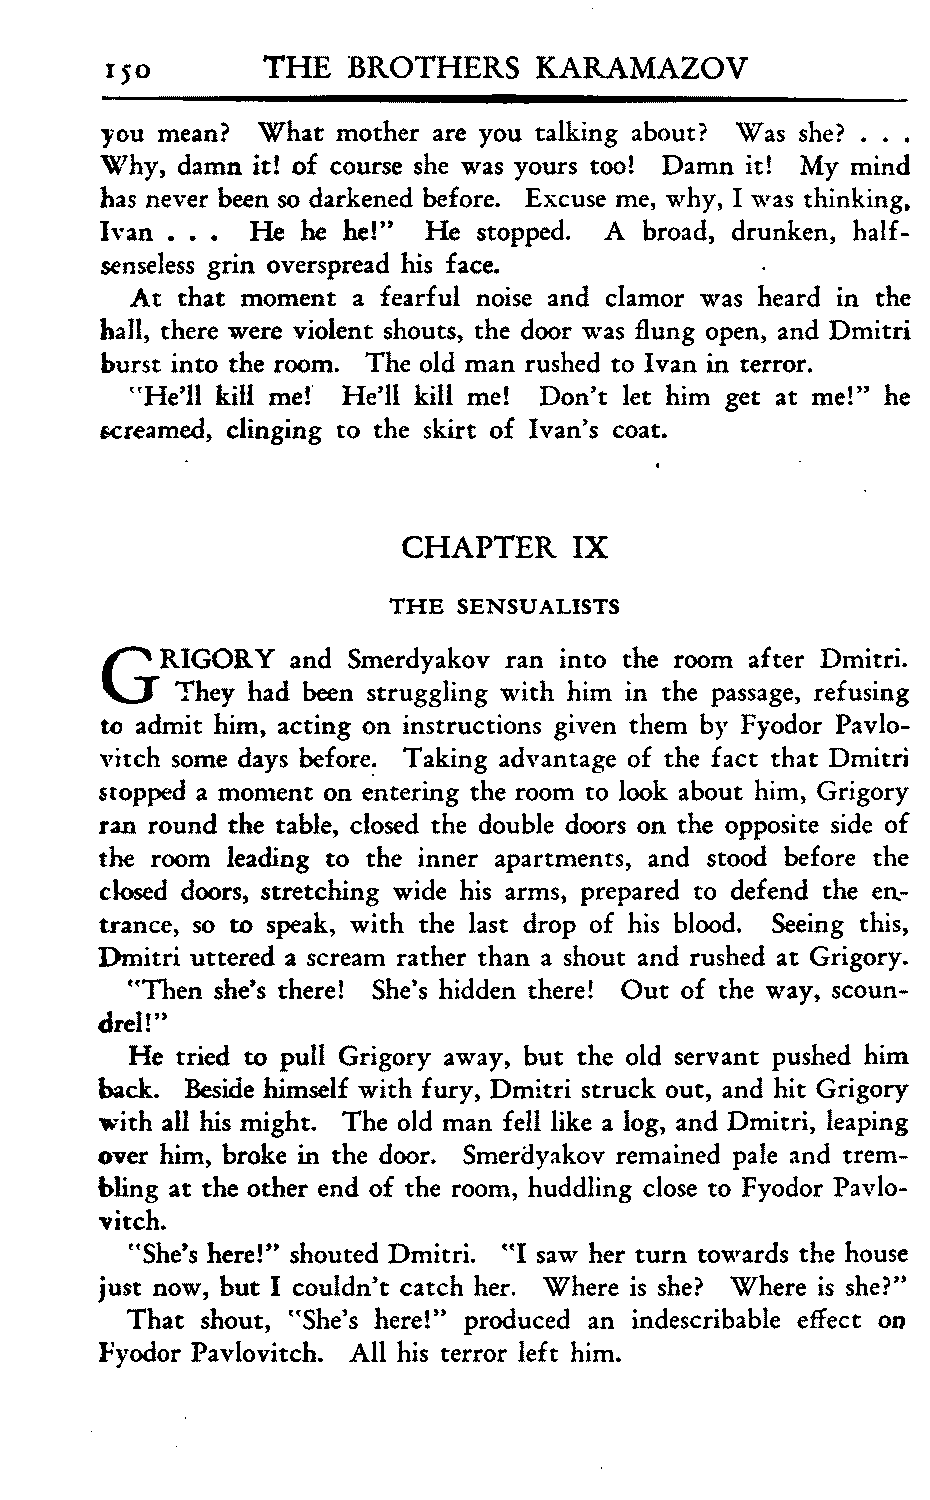 150 THE BROTHERS KARAMAZOV
you mean? What mother are you talking about? Was she? . . .
Why, damn it! of course she was yours too! Damn it! My mind
has never been so darkened before. Excuse me, why, I was thinking,
Ivan . . . He he he!" He stopped. A broad, drunken, half-
senseless grin overspread his face.
At that moment a fearful noise and clamor was heard in the
hall, there were violent shouts, the door was flung open, and Dmitri
burst into the room. The old man rushed to Ivan in terror.
"He'll kill me! He'll kill me! Don't let him get at me!" he
screamed, clinging to the skirt of Ivan's coat.
CHAPTER IX
THE SENSUALISTS
GRIGORY and Smerdyakov ran into the room after Dmitri.
They had been struggling with him in the passage, refusing
to admit him, acting on instructions given them by Fyodor Pavlo-
vitch some days before. Taking advantage of the fact that Dmitri
stopped a moment on entering the room to look about him, Grigory
ran round the table, closed the double doors on the opposite side of
the room leading to the inner apartments, and stood before the
closed doors, stretching wide his arms, prepared to defend the en-
trance, so to speak, with the last drop of his blood. Seeing this,
Dmitri uttered a scream rather than a shout and rushed at Grigory.
"Then she's there! She's hidden there! Out of the way, scoun-
drel!"
He tried to pull Grigory away, but the old servant pushed him
back. Beside himself with fury, Dmitri struck out, and hit Grigory
with all his might. The old man fell like a log, and Dmitri, leaping
over him, broke in the door. Smerdyakov remained pale and trem-
bling at the other end of the room, huddling close to Fyodor Pavlo-
vitch.
"She's here!" shouted Dmitri. "I saw her turn towards the house
just now, but I couldn't catch her. Where is she? Where is she?"
That shout, "She's here!" produced an indescribable effect on
Fyodor Pavlovitch. All his terror left him.